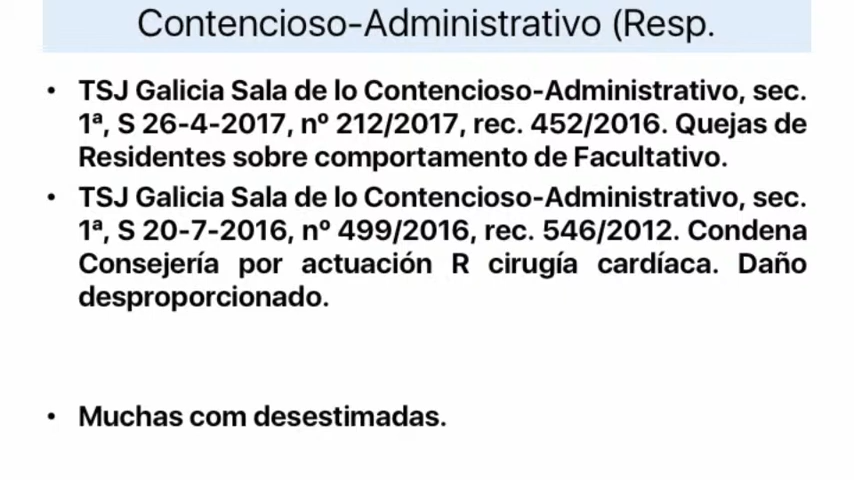 Contencioso-Administrativo (Resp.
• TSJ Galicia Sala de lo Contencioso-Administrativo, sec.
1ª, S 26-4-2017, nº 212/2017, rec. 452/2016. Quejas de
Residentes sobre comportamento de Facultativo.
• TSJ Galicia Sala de lo Contencioso-Administrativo, sec.
1ª, S 20-7-2016, nº 499/2016, rec. 546/2012. Condena
Consejería por actuación R cirugía cardíaca. Daño
desproporcionado.
• Muchas com desestimadas.